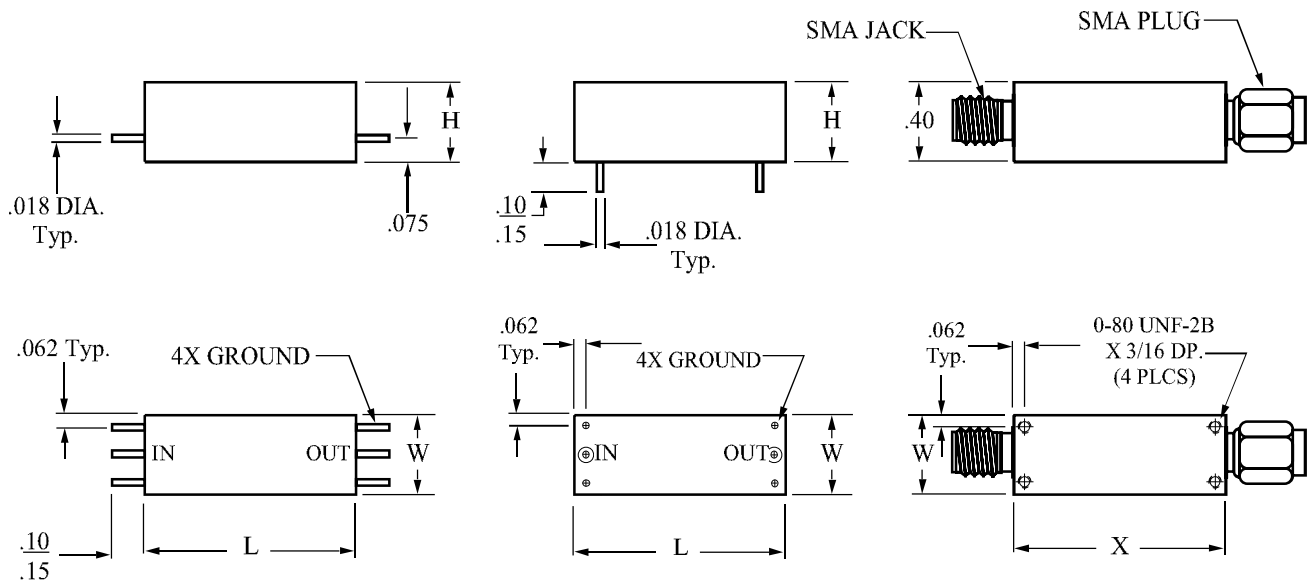 SMA JACK
SMA PLUG
H
H
.40
.018 DIA.
Typ.
.075
.10
.15
.018 DIA.
Typ.
.062 Typ.
4X GROUND
.062
Typ.
4X GROUND
.062
Typ.
0-80 UNF-2B
X 3/16 DP.
(4 PLCS)
IN
OUT
W
IN
OUT
W
W
.10
.15
L
L
X